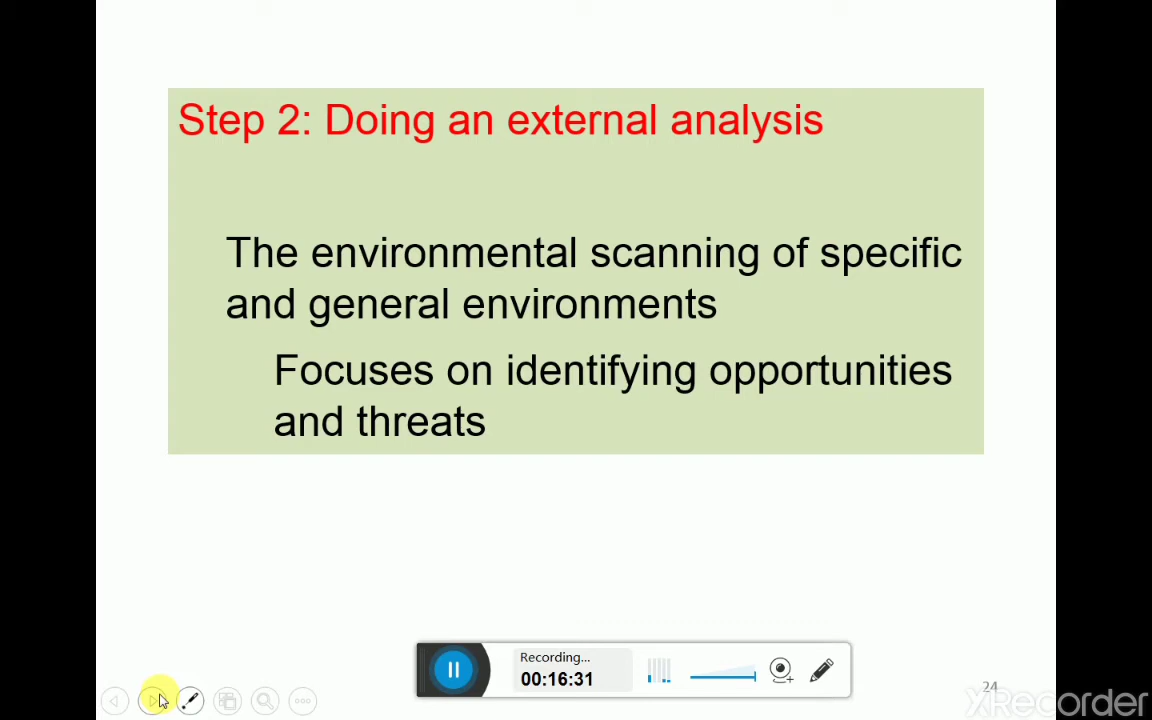 Step 2: Doing an external analysis
The environmental scanning of specific
and general environments
Focuses on identifying opportunities
and threats
Recording...
00:16:31
24
XRecorder